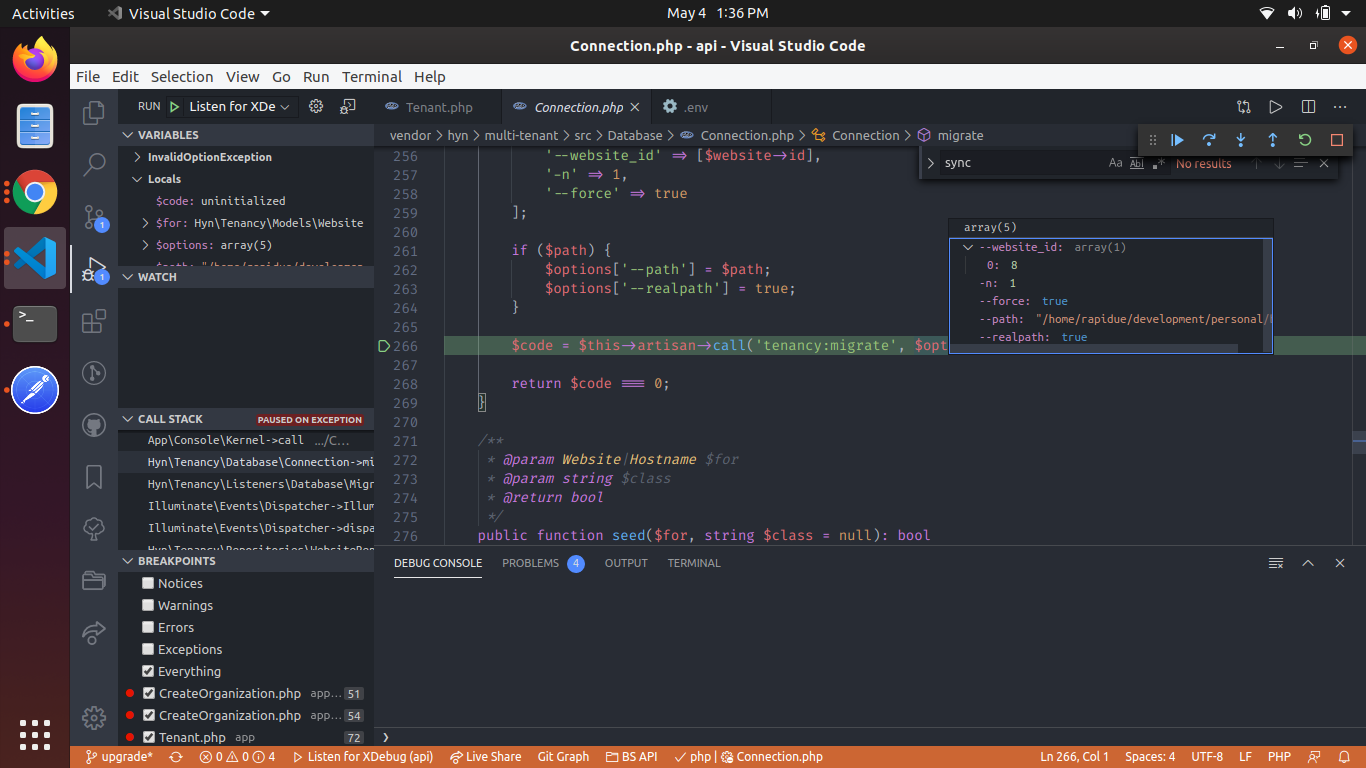 Activities
Visual Studio Code
May 4 1:36 PM
Connection.php - api - Visual Studio Code
File Edit Selection View Go Run Terminal Help
RUN Listen for XDe
Tenant.php
Connection.php
.env
vendor > hyn > multi-tenant > src > Database > Connection.php > Connection > migrate
sync
Aa Abl .* No results
VARIABLES
InvalidOptionException
Locals
$code: uninitialized
$for: Hyn\Tenancy\Models\Website
$options: array(5)
WATCH
CALL STACK PAUSED ON EXCEPTION
App\Console\Kernel->call .../C...
Hyn\Tenancy\Database\Connection->mi
Hyn\Tenancy\Listeners\Database\Migr
Illuminate\Events\Dispatcher->Illum
Illuminate\Events\Dispatcher->dispa
BREAKPOINTS
Notices
Warnings
Errors
Exceptions
Everything
CreateOrganization.php app... 51
CreateOrganization.php app... 54
Tenant.php app 72
1
1
256 '--website_id' => [$website->id],
257 '-n' => 1,
258 '--force' => true
259 ];
260
261 if ($path) {
262 $options['--path'] = $path;
263 $options['--realpath'] = true;
264 }
265
266 $code = $this->artisan->call('tenancy:migrate', $opt
267
268 return $code === 0;
269 }
270
271 /**
272 * @param Website|Hostname $for
273 * @param string $class
274 * @return bool
275 */
276 public function seed($for, string $class = null): bool
array(5)
--website_id: array(1)
0: 8
-n: 1
--force: true
--path: "/home/rapidue/development/personal/
--realpath: true
DEBUG CONSOLE PROBLEMS 4 OUTPUT TERMINAL
upgrade* 0 0 4 Listen for XDebug (api) Live Share Git Graph BS API php | Connection.php Ln 266, Col 1 Spaces: 4 UTF-8 LF PHP